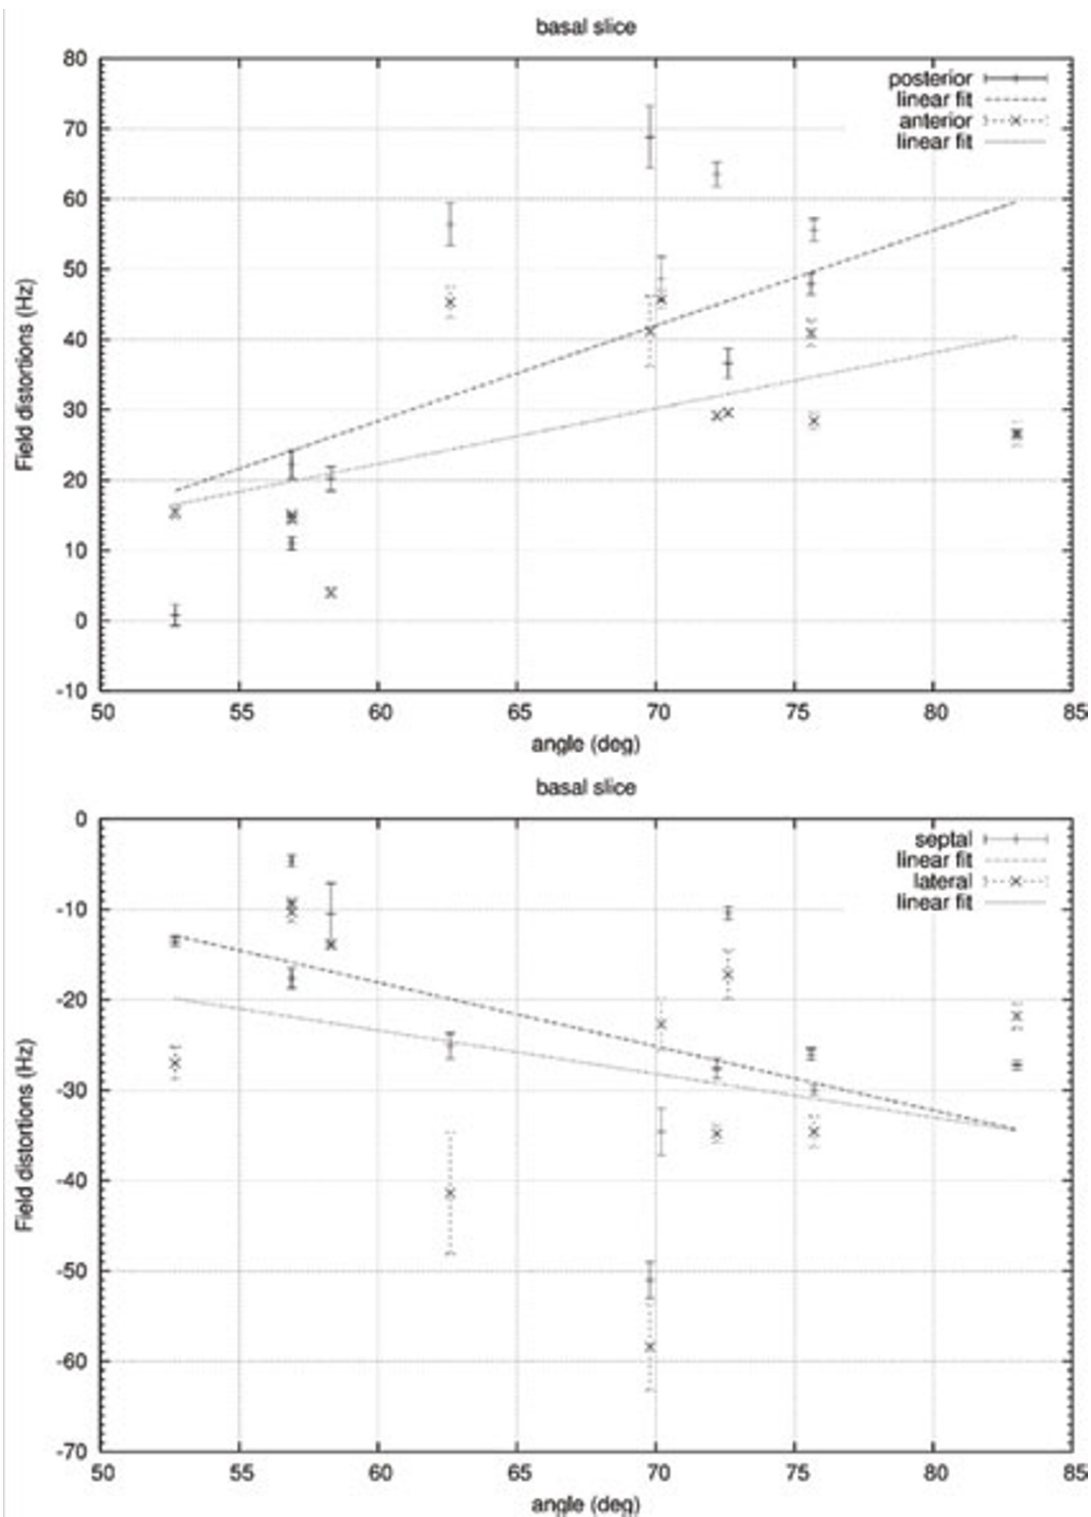 basal slice
80
70
60
50
40
30
20
10
0
-10
Field distortions (Hz)
posterior
linear fit
anterior
linear fit
50 55 60 65 70 75 80 85
angle (deg)
basal slice
0
-10
-20
-30
-40
-50
-60
-70
Field distortions (Hz)
septal
linear fit
lateral
linear fit
50 55 60 65 70 75 80 85
angle (deg)